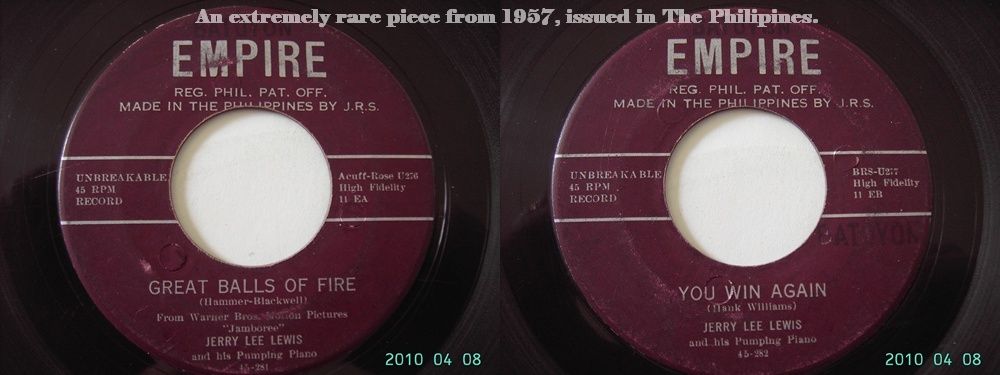 An extremely rare piece from 1957, issued in The Philipines.
EMPIRE
REG. PHIL. PAT. OFF.
MADE IN THE PHILIPPINES BY J.R.S.
UNBREAKABLE
45 RPM
RECORD
Acuff-Rose U276
High Fidelity
11 EA
GREAT BALLS OF FIRE
(Hammer-Blackwell)
From Warner Bros. Motion Pictures
"Jamboree"
JERRY LEE LEWIS
and his Pumping Piano
45-281
2010 04 08
EMPIRE
REG. PHIL. PAT. OFF.
MADE IN THE PHILIPPINES BY J.R.S.
UNBREAKABLE
45 RPM
RECORD
BRS-U277
High Fidelity
11 EB
BATOYON
YOU WIN AGAIN
(Hank Williams)
JERRY LEE LEWIS
and his Pumping Piano
45-282
2010 04 08